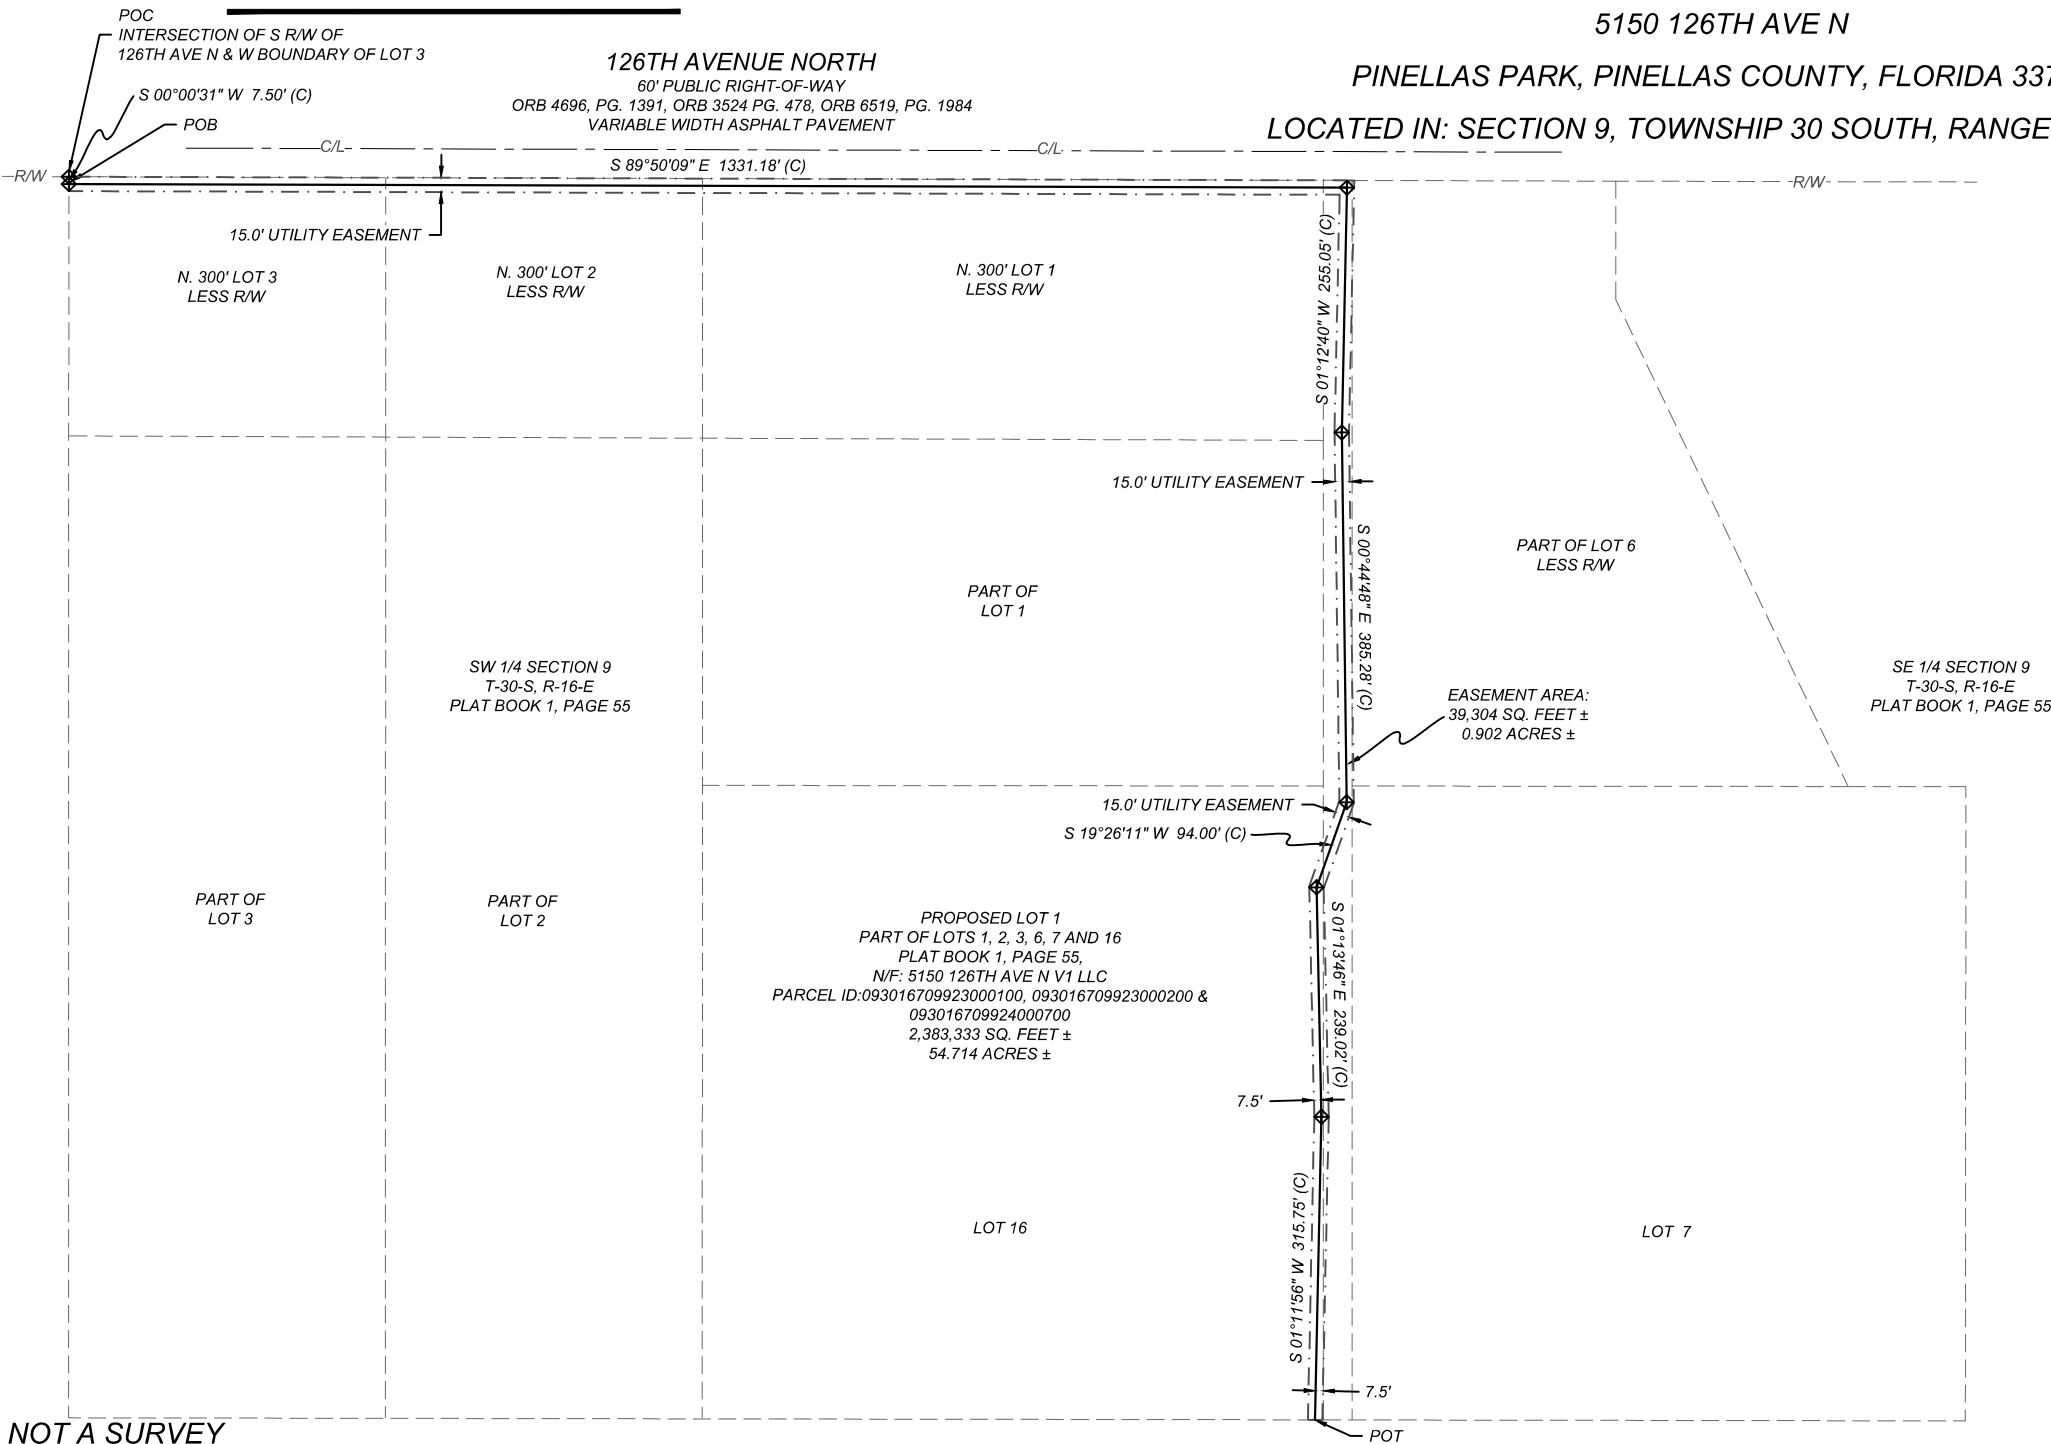 POC
INTERSECTION OF S R/W OF
126TH AVE N & W BOUNDARY OF LOT 3
S 00°00'31" W 7.50' (C)
POB
126TH AVENUE NORTH
60' PUBLIC RIGHT-OF-WAY
ORB 4696, PG. 1391, ORB 3524 PG. 478, ORB 6519, PG. 1984
VARIABLE WIDTH ASPHALT PAVEMENT
5150 126TH AVE N
PINELLAS PARK, PINELLAS COUNTY, FLORIDA 337
LOCATED IN: SECTION 9, TOWNSHIP 30 SOUTH, RANGE
C/L
C/L
S 89°50'09" E 1331.18' (C)
R/W
R/W
15.0' UTILITY EASEMENT
N. 300' LOT 3
LESS R/W
N. 300' LOT 2
LESS R/W
N. 300' LOT 1
LESS R/W
S 01°12'40" W 255.05' (C)
15.0' UTILITY EASEMENT
S 00°44'48" E 385.28' (C)
PART OF LOT 6
LESS R/W
PART OF
LOT 1
SW 1/4 SECTION 9
T-30-S, R-16-E
PLAT BOOK 1, PAGE 55
SE 1/4 SECTION 9
T-30-S, R-16-E
PLAT BOOK 1, PAGE 55
EASEMENT AREA:
39,304 SQ. FEET ±
0.902 ACRES ±
15.0' UTILITY EASEMENT
S 19°26'11" W 94.00' (C)
PART OF
LOT 3
PART OF
LOT 2
PROPOSED LOT 1
PART OF LOTS 1, 2, 3, 6, 7 AND 16
PLAT BOOK 1, PAGE 55,
N/F: 5150 126TH AVE N V1 LLC
PARCEL ID:093016709923000100, 093016709923000200 &
093016709924000700
2,383,333 SQ. FEET ±
54.714 ACRES ±
S 01°13'46" E 239.02' (C)
7.5'
S 01°11'56" W 315.75' (C)
LOT 16
LOT 7
7.5'
POT
NOT A SURVEY